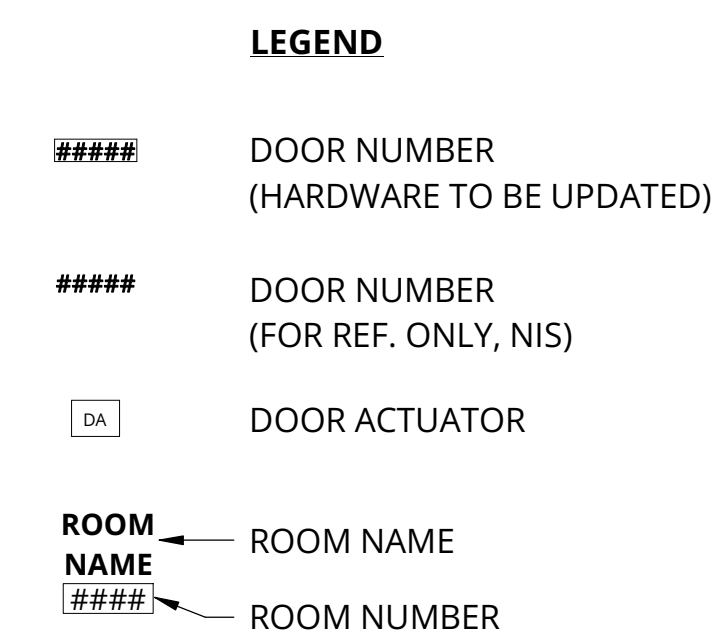 LEGEND
##### DOOR NUMBER
(HARDWARE TO BE UPDATED)
##### DOOR NUMBER
(FOR REF. ONLY, NIS)
DA DOOR ACTUATOR
ROOM
NAME
ROOM NAME
####
ROOM NUMBER